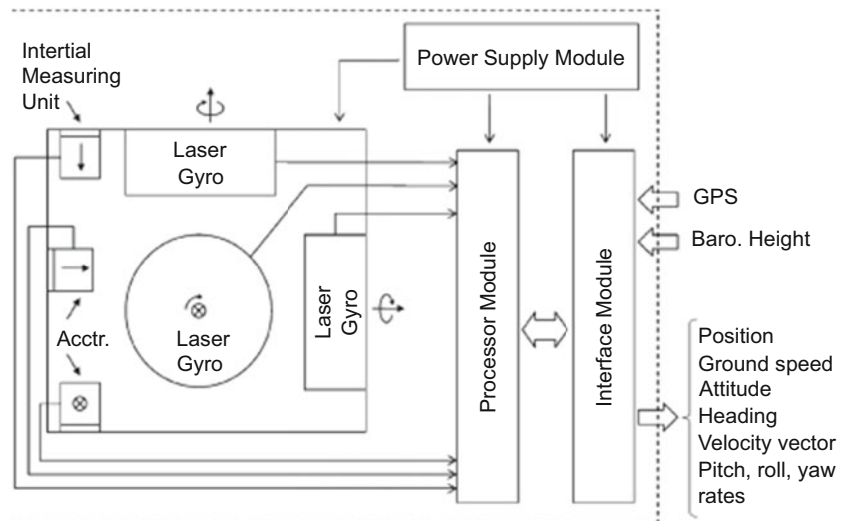 Intertial
Measuring
Unit
Power Supply Module
Laser
Gyro
Laser
Gyro
Laser
Gyro
Acctr.
Processor Module
Interface Module
GPS
Baro. Height
Position
Ground speed
Attitude
Heading
Velocity vector
Pitch, roll, yaw
rates